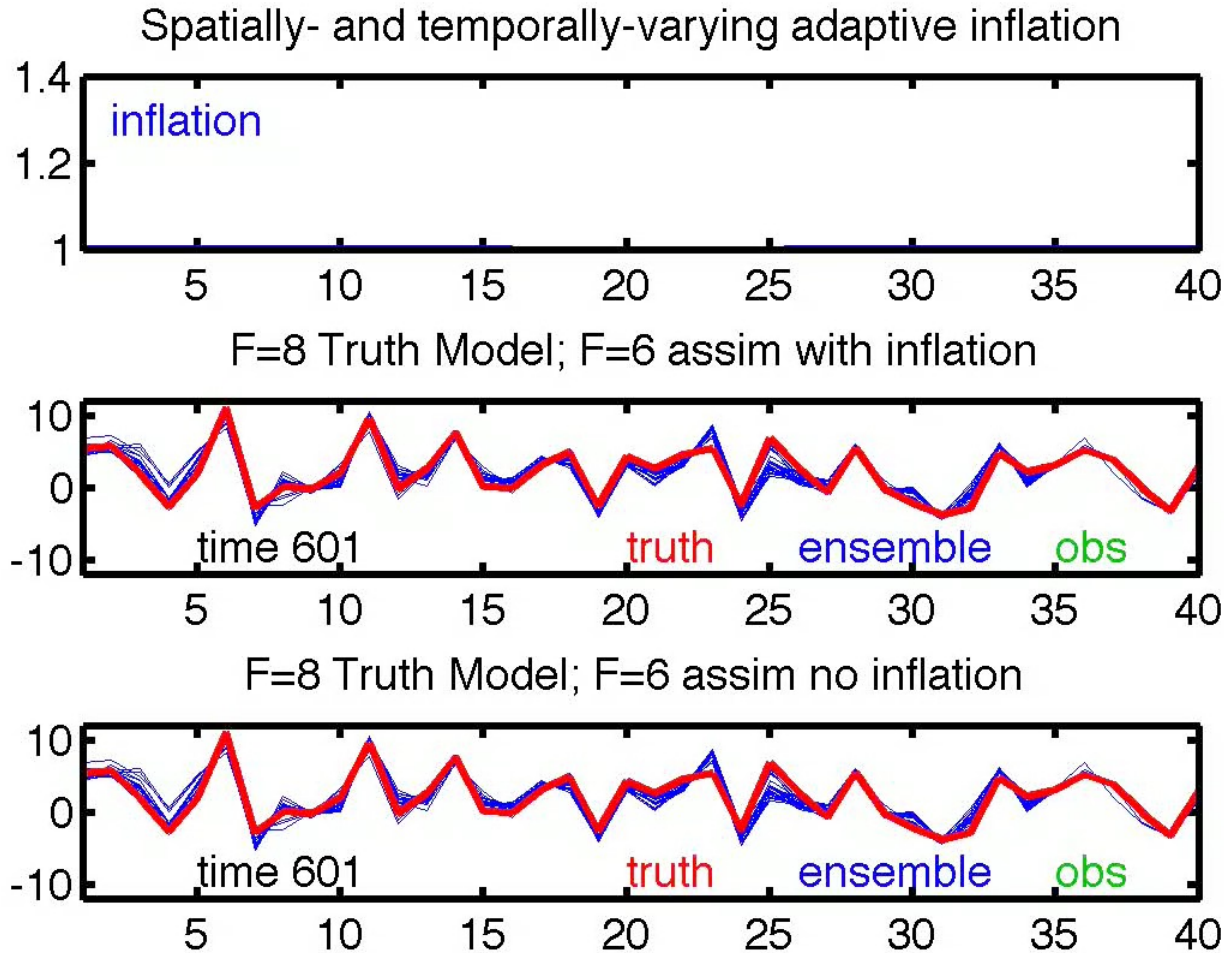 Spatially- and temporally-varying adaptive inflation
1.4
inflation
1.2
1
5 10 15 20 25 30 35 40
F=8 Truth Model; F=6 assim with inflation
10
0
-10
time 601 truth ensemble obs
5 10 15 20 25 30 35 40
F=8 Truth Model; F=6 assim no inflation
10
0
-10
time 601 truth ensemble obs
5 10 15 20 25 30 35 40